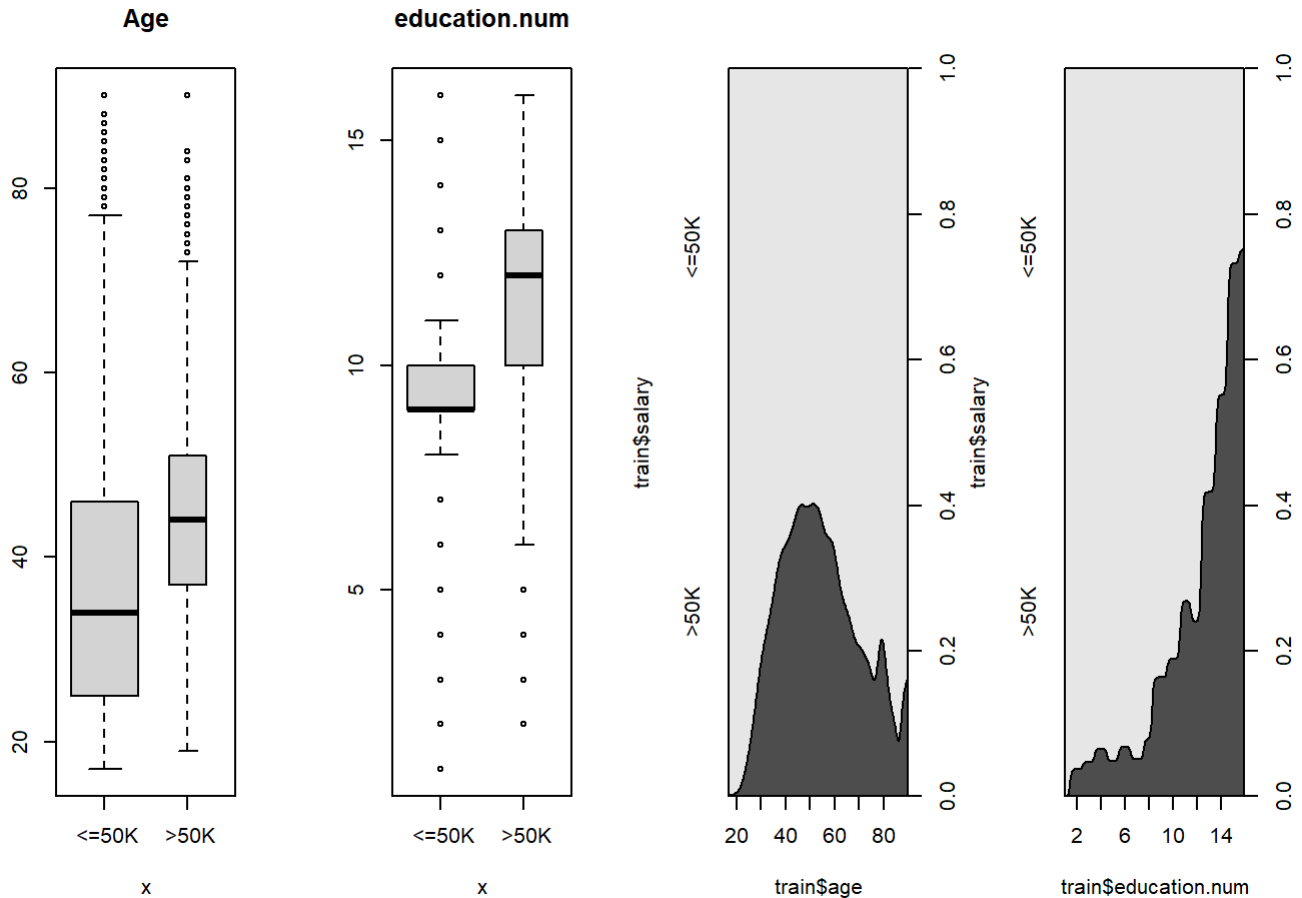 Age
80
60
40
20
<=50K >50K
x
education.num
15
10
5
<=50K >50K
x
train$salary
<=50K
>50K
1.0
0.8
0.6
0.4
0.2
0.0
20 40 60 80
train$age
train$salary
<=50K
>50K
1.0
0.8
0.6
0.4
0.2
0.0
2 6 10 14
train$education.num